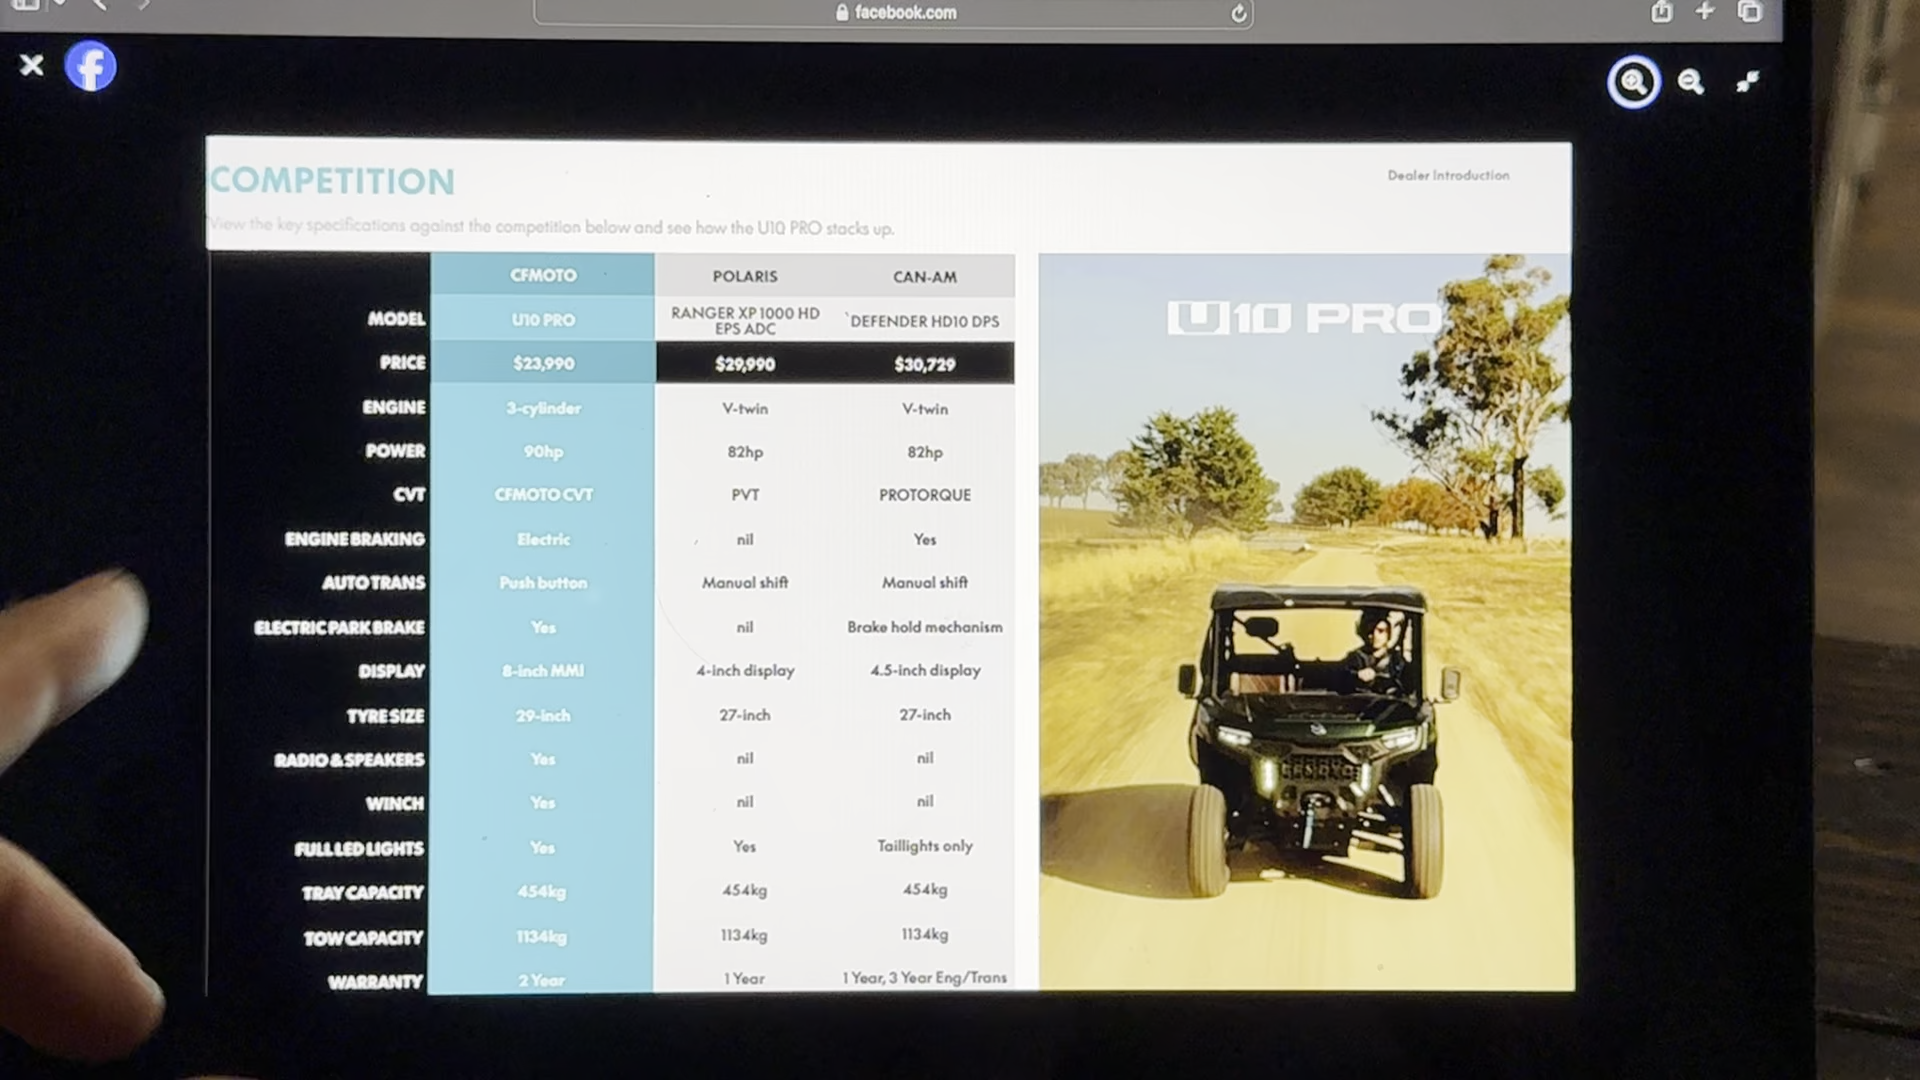 facebook.com
COMPETITION
Dealer Introduction
View the key specifications against the competition below and see how the U10 PRO stacks up.
CFMOTO POLARIS CAN-AM
MODEL U10 PRO RANGER XP 1000 HD EPS ADC `DEFENDER HD10 DPS
PRICE $23,990 $29,990 $30,729
ENGINE 3-cylinder V-twin V-twin
POWER 90hp 82hp 82hp
CVT CFMOTO CVT PVT PROTORQUE
ENGINE BRAKING Electric nil Yes
AUTO TRANS Push button Manual shift Manual shift
ELECTRIC PARK BRAKE Yes nil Brake hold mechanism
DISPLAY 8-inch MMI 4-inch display 4.5-inch display
TYRE SIZE 29-inch 27-inch 27-inch
RADIO & SPEAKERS Yes nil nil
WINCH Yes nil nil
FULL LED LIGHTS Yes Yes Taillights only
TRAY CAPACITY 454kg 454kg 454kg
TOW CAPACITY 1134kg 1134kg 1134kg
WARRANTY 2 Year 1 Year 1 Year, 3 Year Eng/Trans
U10 PRO
CFMOTO